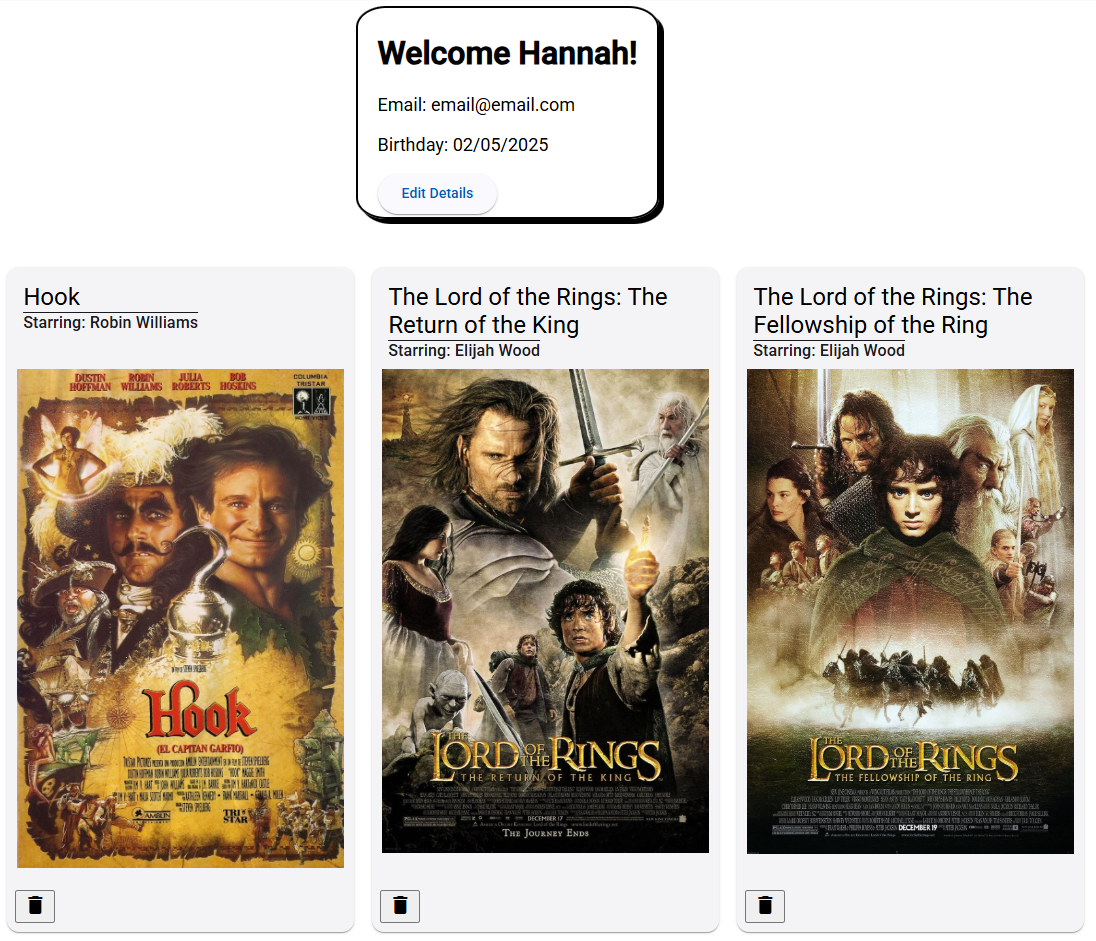 Welcome Hannah!
Email: email@email.com
Birthday: 02/05/2025
Edit Details
Hook
Starring: Robin Williams
DUSTIN HOFFMAN ROBIN WILLIAMS JULIA ROBERTS BOB HOSKINS
COLUMBIA
TRISTAR
Hook
(EL CAPITAN GARFIO)
AMBLIN
TRI STAR
The Lord of the Rings: The
Return of the King
Starring: Elijah Wood
THE
LORD OF THE RINGS
THE RETURN OF THE KING
DECEMBER 17
THE JOURNEY ENDS
The Lord of the Rings: The
Fellowship of the Ring
Starring: Elijah Wood
THE
LORD OF THE RINGS
THE FELLOWSHIP OF THE RING
DECEMBER 19